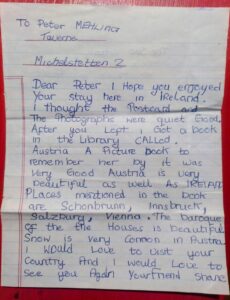 To Peter MEHLING
Taverne
Michelstetten 2
Dear Peter I Hope you enjoyed
Your stay here in Ireland.
I thought the Postcard and
The Photographs were quiet Good.
After you Left I Got a book
in the Library CALLED.
Austria A Picture book to
remember her by it was
Very Good Austria is very
beautiful as well As IRELAND
Places mentioned in the book
are Schonbrunn, Innsbruck,
Salzburg, Vienna. The baroque
of the the Houses is beautiful
Snow is very common in Austria
I Would Love to visit your
Country And I would Love to
See you Again Your friend Shane